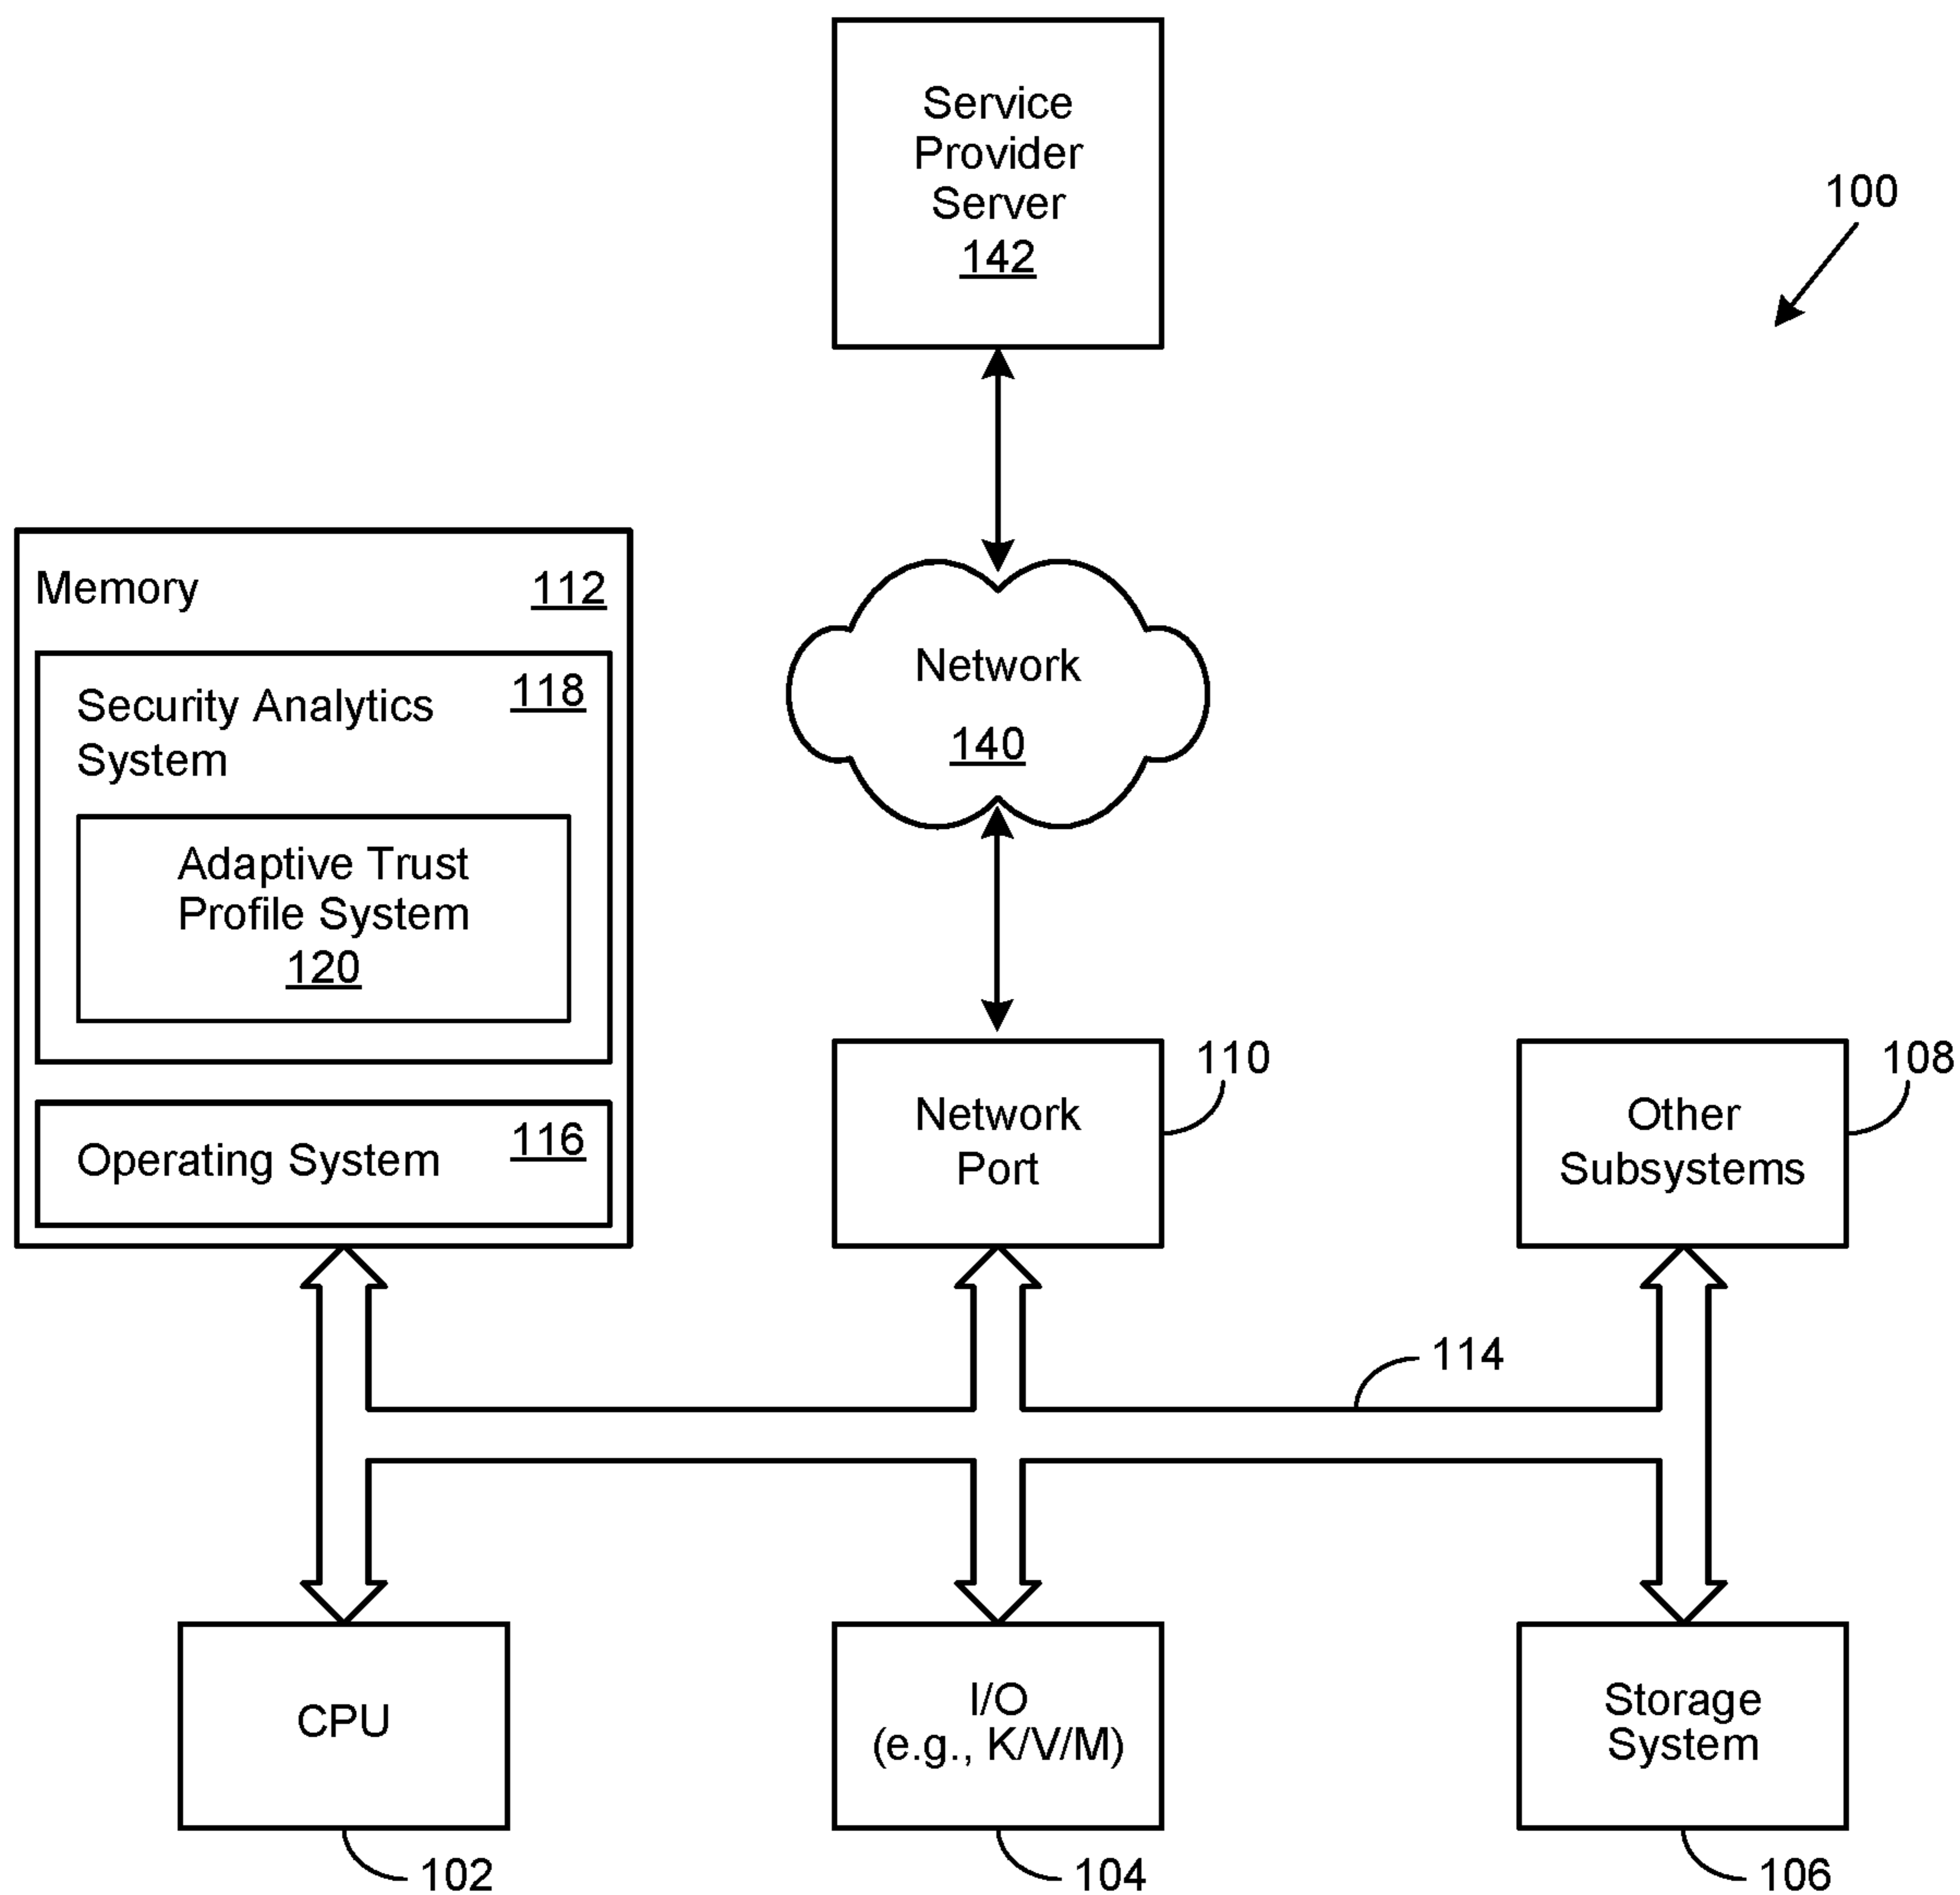 Service
Provider
Server
142
100
Memory
112
Security Analytics
System
118
Adaptive Trust
Profile System
120
Operating System
116
Network
140
Network
Port
110
Other
Subsystems
108
114
CPU
102
I/O
(e.g., K/V/M)
104
Storage
System
106